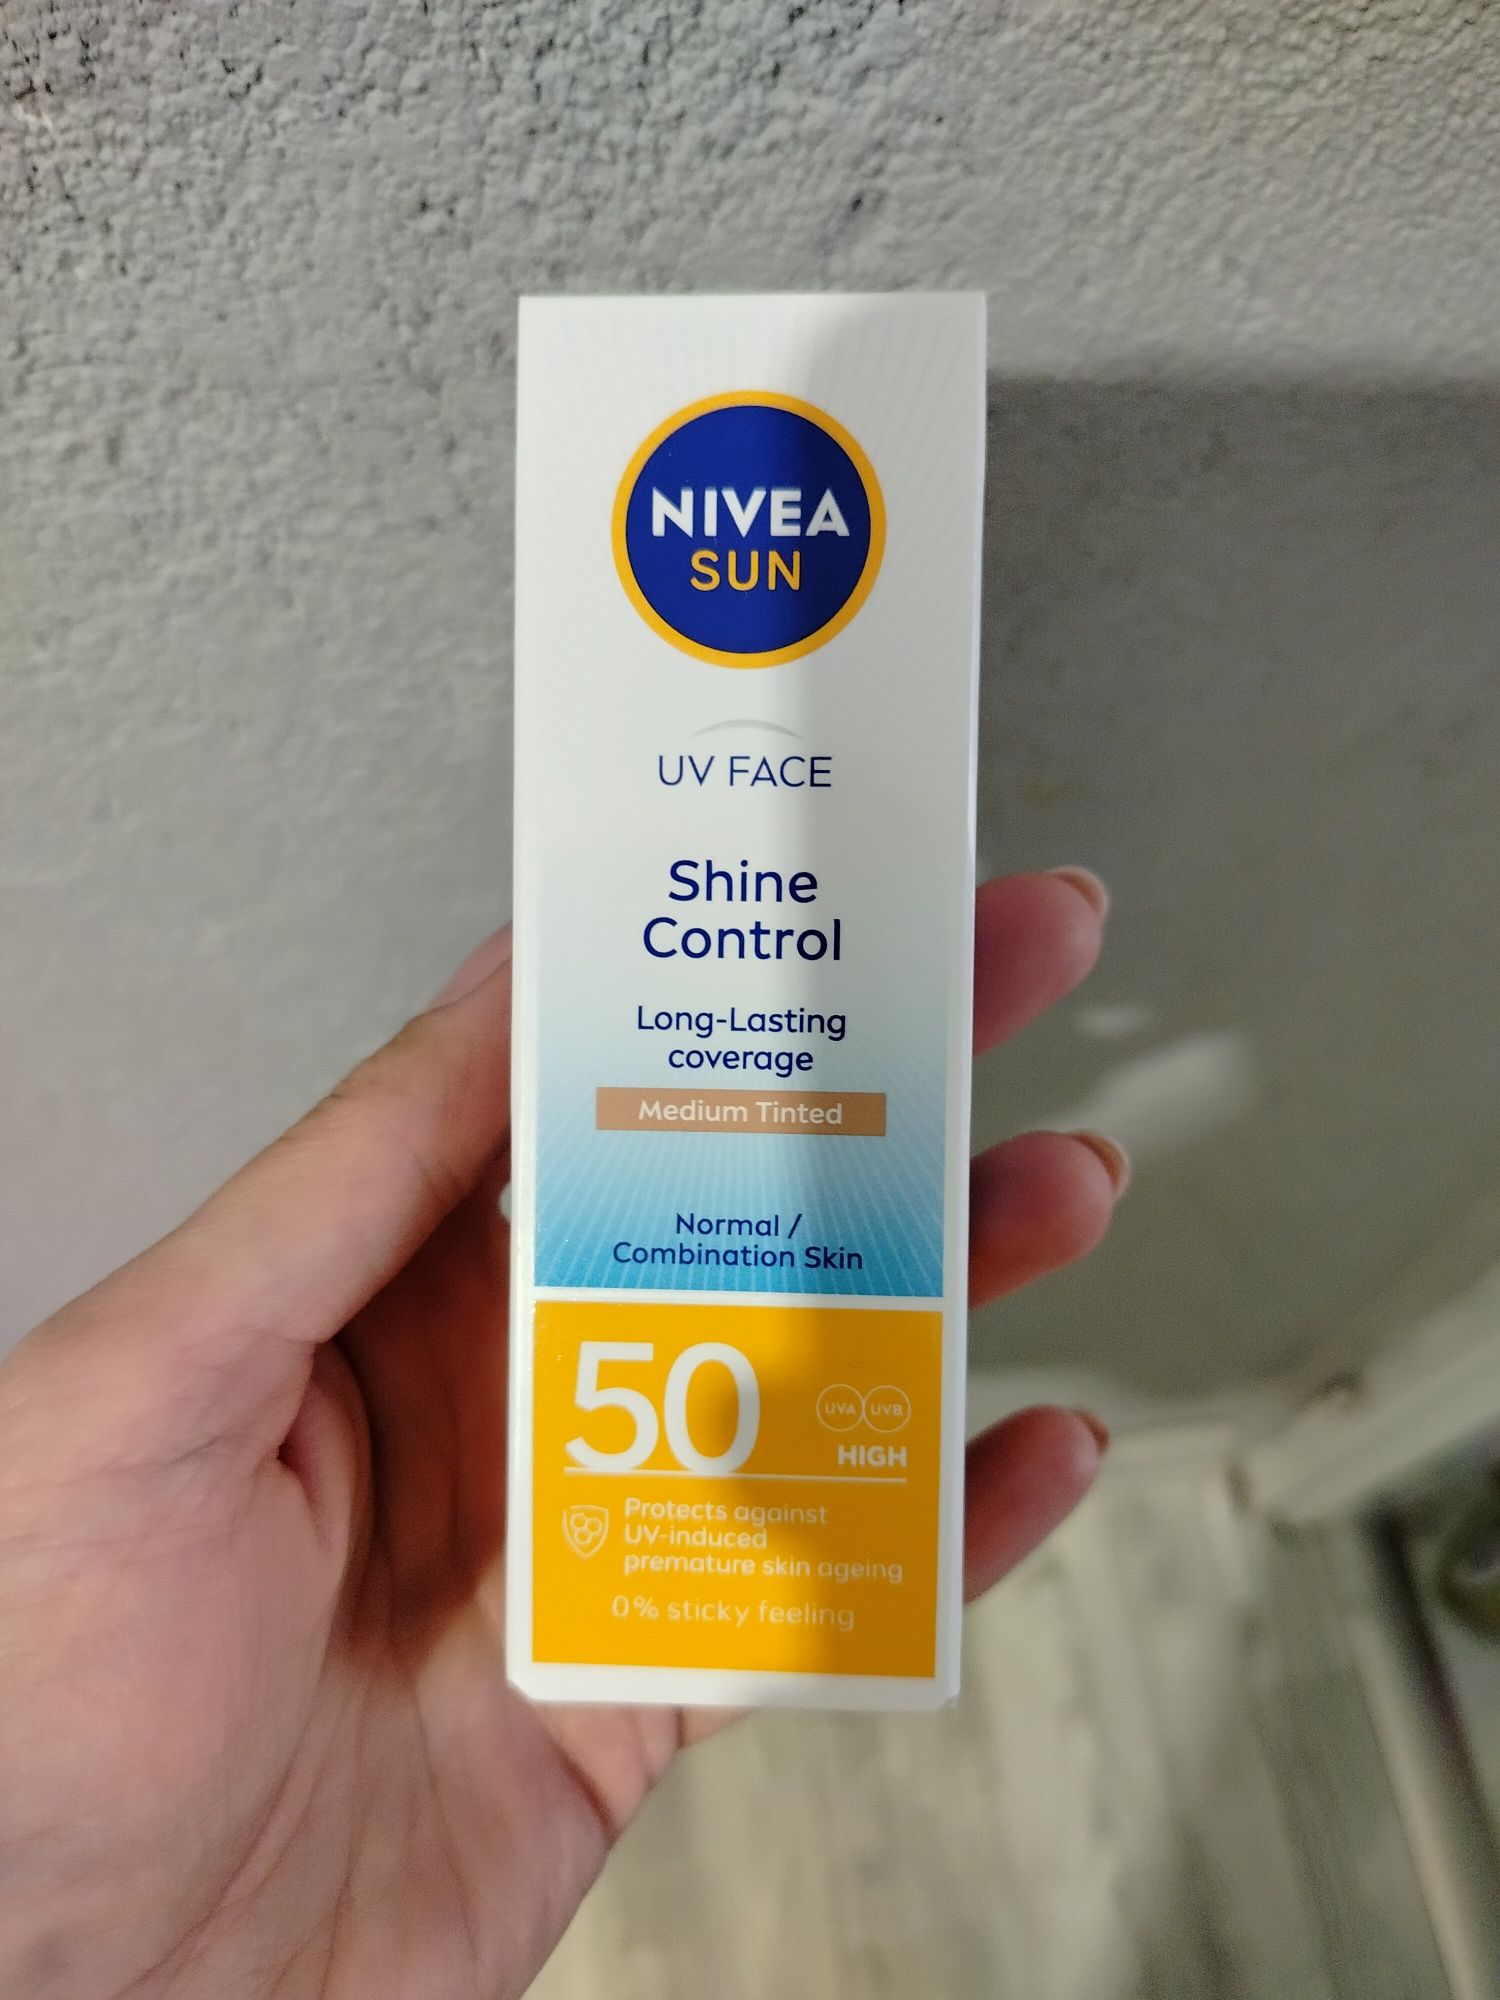 NIVEA
SUN
UV FACE
Shine
Control
Long-Lasting
coverage
Medium Tinted
Normal /
Combination Skin
50
UVA UVB
HIGH
Protects against
UV-induced
premature skin ageing
0% sticky feeling